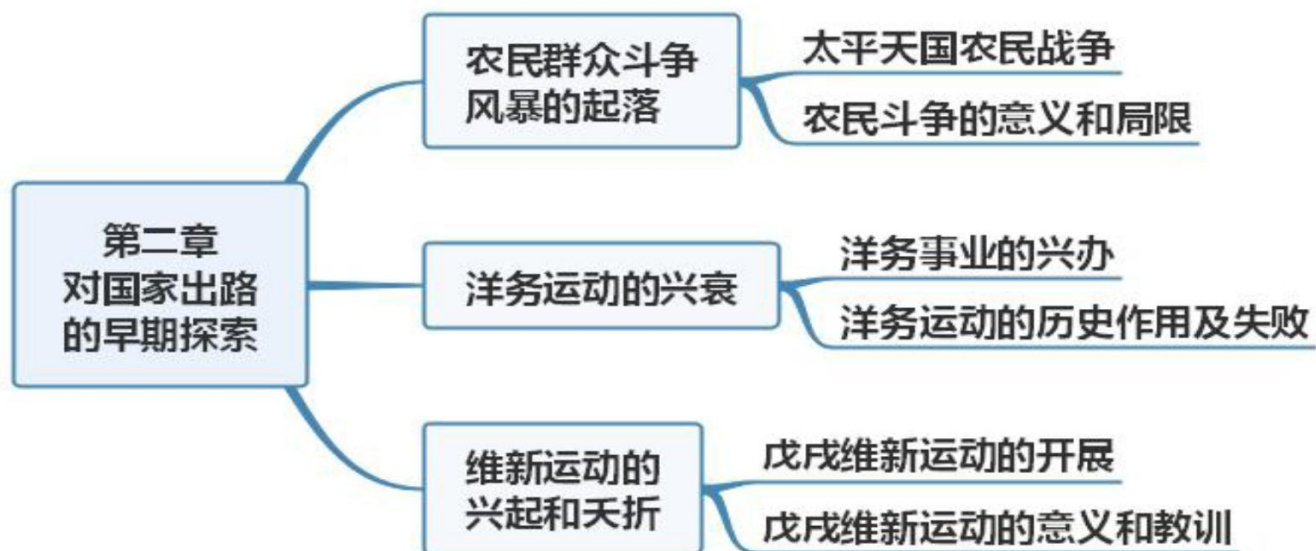 第二章
对国家出路
的早期探索
农民群众斗争
风暴的起落
太平天国农民战争
农民斗争的意义和局限
洋务运动的兴衰
洋务事业的兴办
洋务运动的历史作用及失败
维新运动的
兴起和夭折
戊戌维新运动的开展
戊戌维新运动的意义和教训